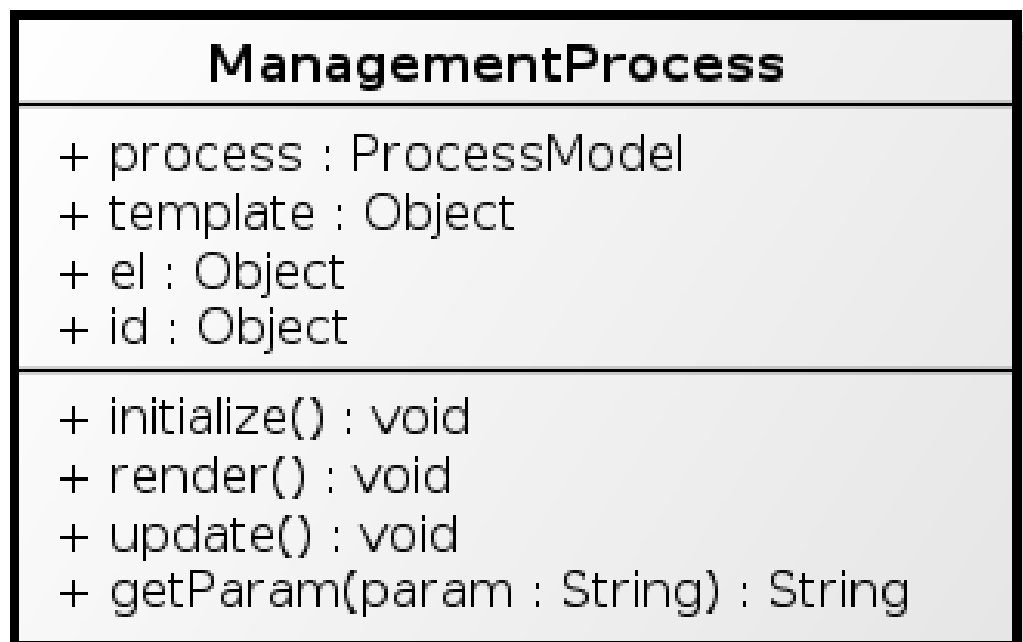 ManagementProcess
+ process : ProcessModel
+ template : Object
+ el : Object
+ id : Object
+ initialize() : void
+ render() : void
+ update() : void
+ getParam(param : String) : String